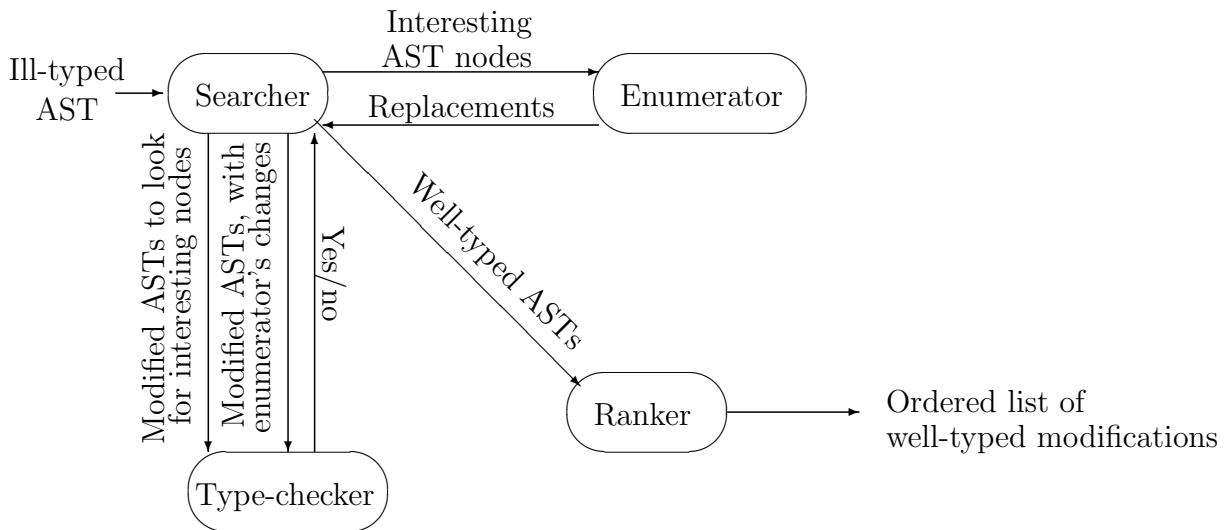 Interesting
AST nodes
Ill-typed
AST
Searcher
Enumerator
Replacements
Modified ASTs to look
for interesting nodes
Modified ASTs, with
enumerator's changes
Yes/no
Well-typed ASTs
Ranker
Ordered list of
well-typed modifications
Type-checker